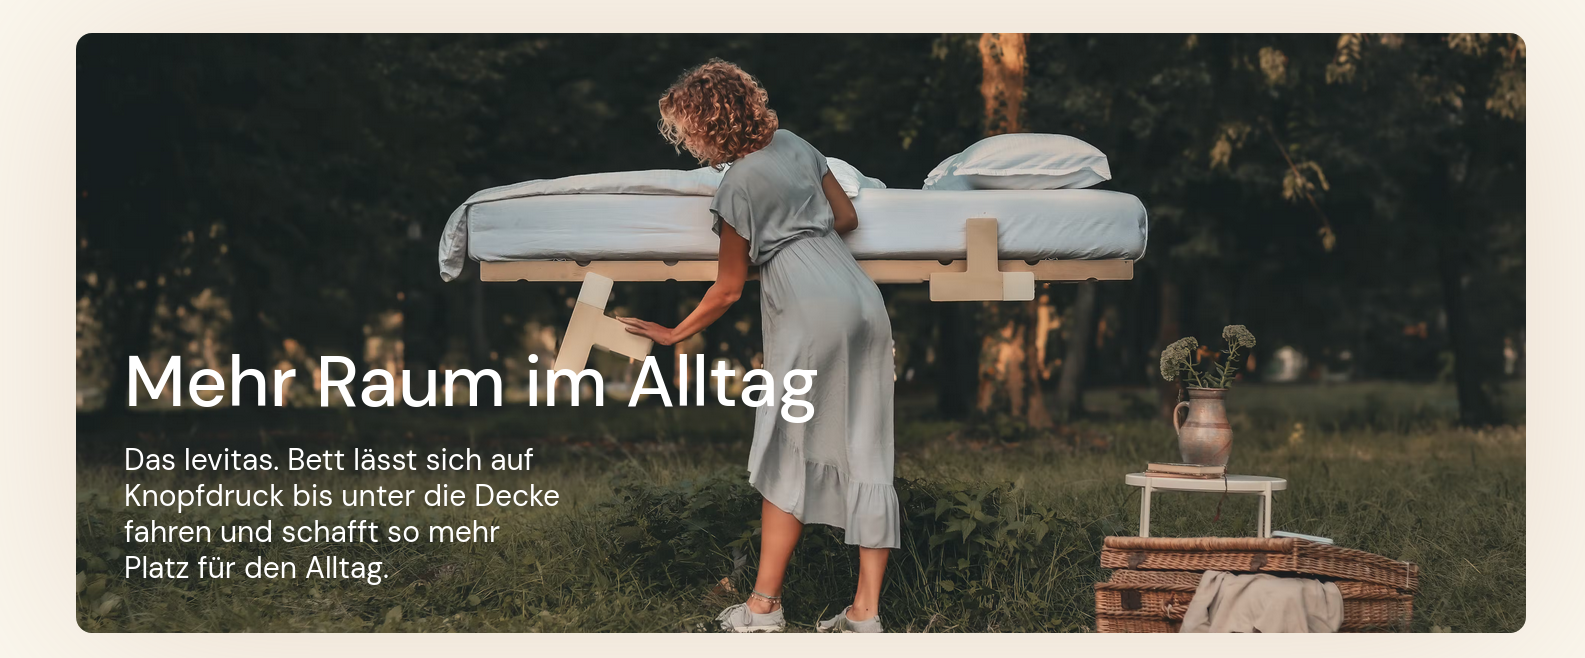 Mehr Raum im Alltag
Das levitas. Bett lässt sich auf
Knopfdruck bis unter die Decke
fahren und schafft so mehr
Platz für den Alltag.